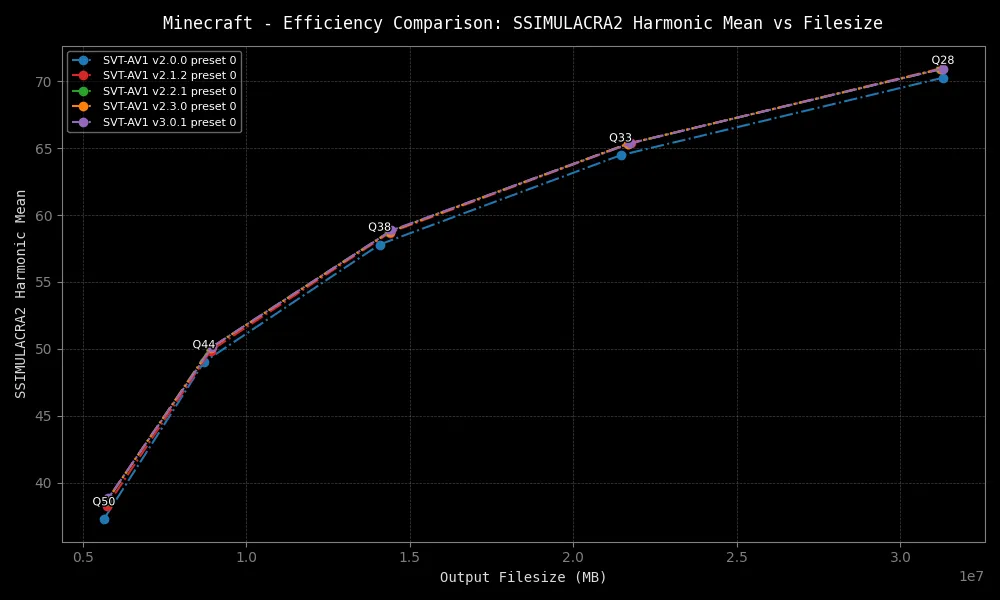 Minecraft - Efficiency Comparison: SSIMULACRA2 Harmonic Mean vs Filesize
SVT-AV1 v2.0.0 preset 0
SVT-AV1 v2.1.2 preset 0
SVT-AV1 v2.2.1 preset 0
SVT-AV1 v2.3.0 preset 0
SVT-AV1 v3.0.1 preset 0
Q28
Q33
Q38
Q44
Q50
SSIMULACRA2 Harmonic Mean
70
65
60
55
50
45
40
0.5 1.0 1.5 2.0 2.5 3.0
1e7
Output Filesize (MB)